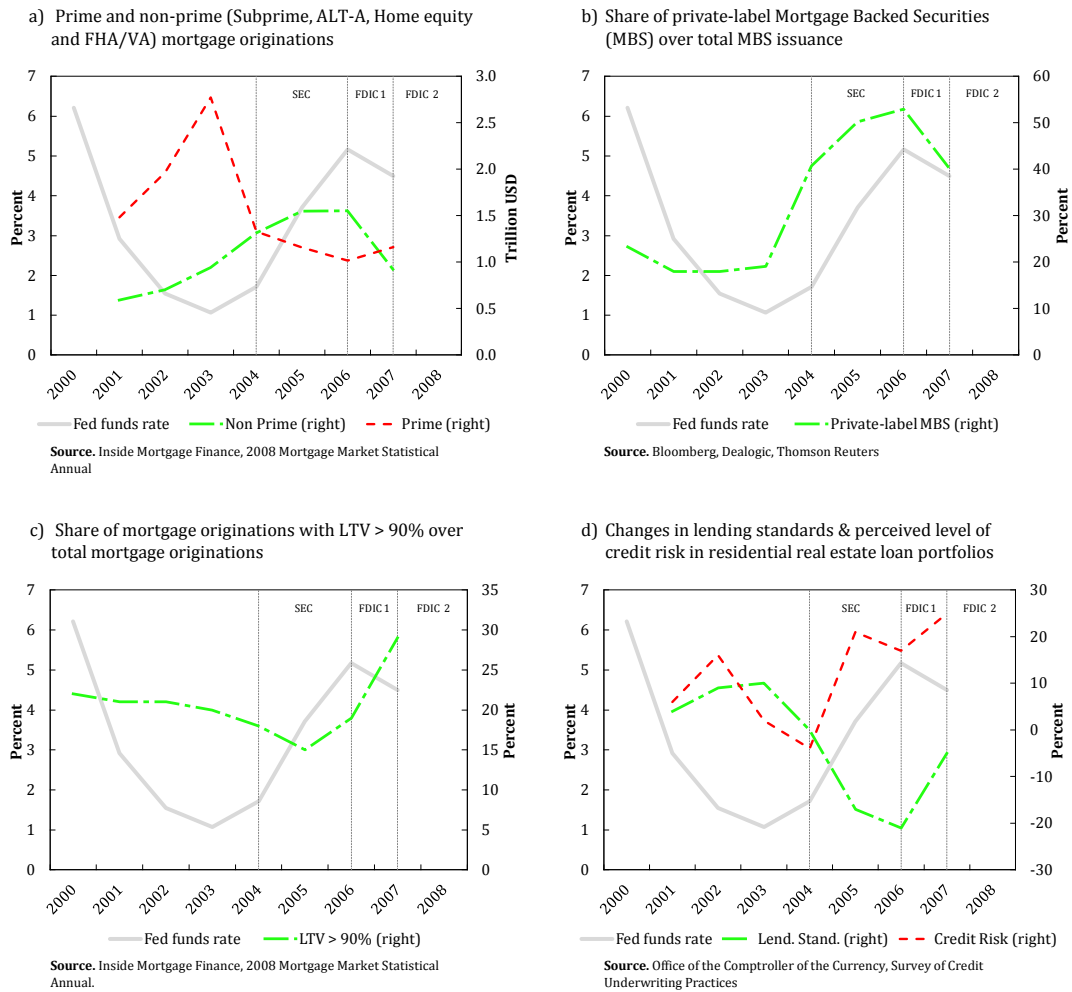 a) Prime and non-prime (Subprime, ALT-A, Home equity
and FHA/VA) mortgage originations
7
6
5
4
3
2
1
0
Percent
3.0
2.5
2.0
1.5
1.0
0.5
0.0
Trillion USD
SEC
FDIC 1
FDIC 2
2000
2001
2002
2003
2004
2005
2006
2007
2008
Fed funds rate
Non Prime (right)
Prime (right)
Source. Inside Mortgage Finance, 2008 Mortgage Market Statistical
Annual
b) Share of private-label Mortgage Backed Securities
(MBS) over total MBS issuance
7
6
5
4
3
2
1
0
Percent
60
50
40
30
20
10
0
Percent
SEC
FDIC 1
FDIC 2
2000
2001
2002
2003
2004
2005
2006
2007
2008
Fed funds rate
Private-label MBS (right)
Source. Bloomberg, Dealogic, Thomson Reuters
c) Share of mortgage originations with LTV > 90% over
total mortgage originations
7
6
5
4
3
2
1
0
Percent
35
30
25
20
15
10
5
0
Percent
SEC
FDIC 1
FDIC 2
2000
2001
2002
2003
2004
2005
2006
2007
2008
Fed funds rate
LTV > 90% (right)
Source. Inside Mortgage Finance, 2008 Mortgage Market Statistical
Annual.
d) Changes in lending standards & perceived level of
credit risk in residential real estate loan portfolios
7
6
5
4
3
2
1
0
Percent
30
20
10
0
-10
-20
-30
Percent
SEC
FDIC 1
FDIC 2
2000
2001
2002
2003
2004
2005
2006
2007
2008
Fed funds rate
Lend. Stand. (right)
Credit Risk (right)
Source. Office of the Comptroller of the Currency, Survey of Credit
Underwriting Practices